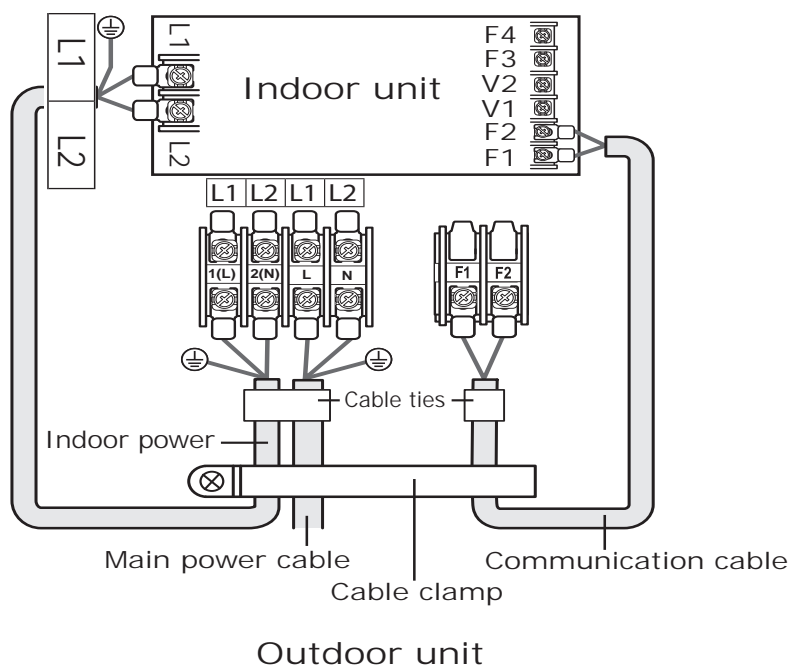 L1
L2
L1
L2
Indoor unit
F4
F3
V2
V1
F2
F1
L1 L2 L1 L2
1(L) 2(N) L N
F1 F2
Cable ties
Indoor power
Main power cable
Communication cable
Cable clamp
Outdoor unit